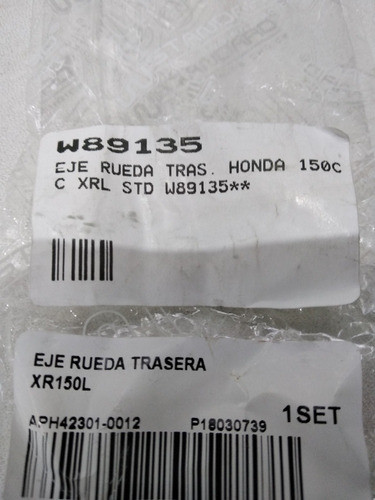 W89135
EJE RUEDA TRAS. HONDA 150C
C XRL STD W89135**
EJE RUEDA TRASERA
XR150L
APH42301-0012 P18030739 1SET